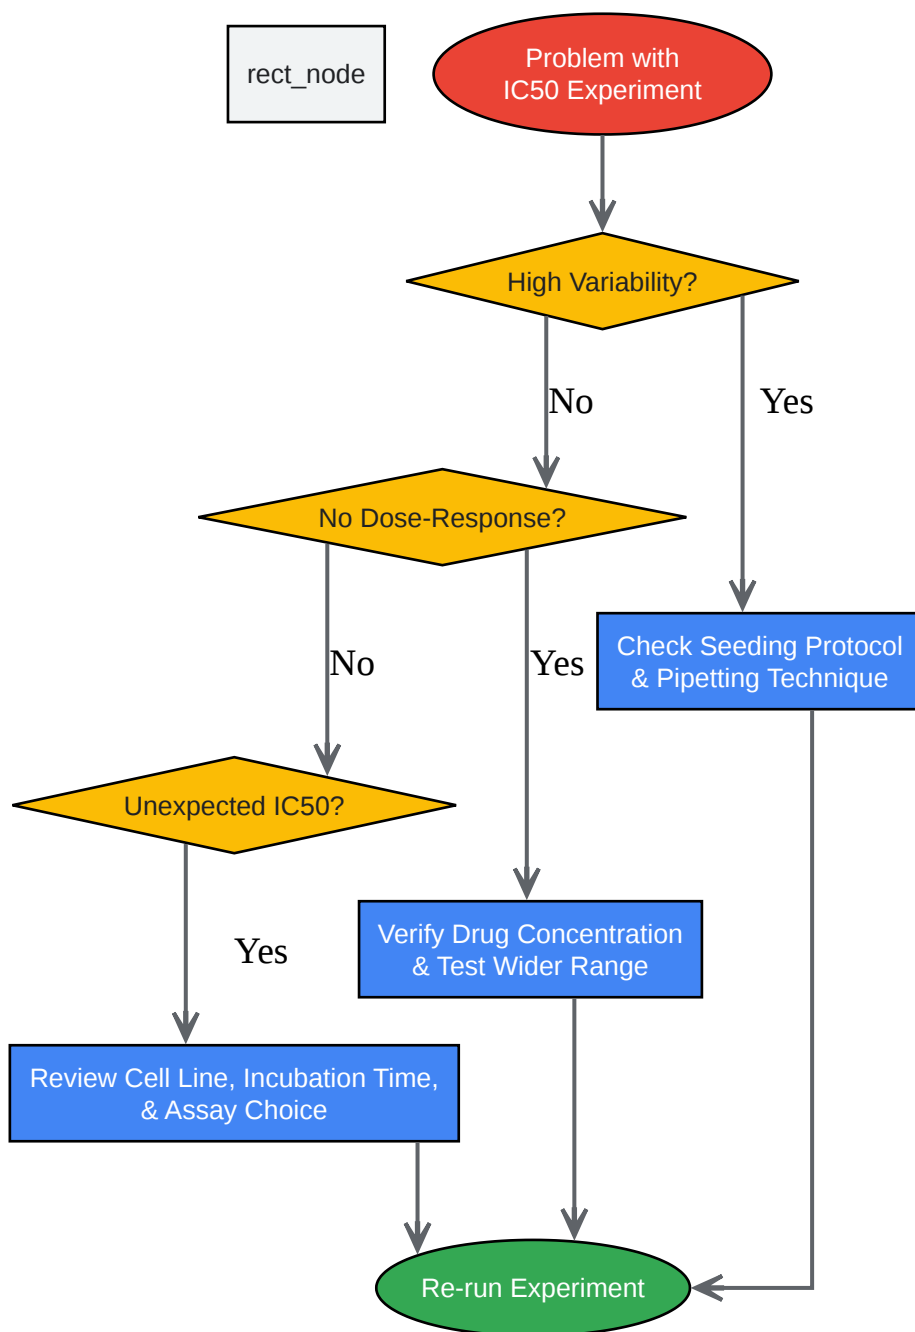 rect_node
Problem with
IC50 Experiment
High Variability?
No
Yes
No Dose-Response?
No
Yes
Check Seeding Protocol
& Pipetting Technique
Unexpected IC50?
Yes
Verify Drug Concentration
& Test Wider Range
Review Cell Line, Incubation Time,
& Assay Choice
Re-run Experiment